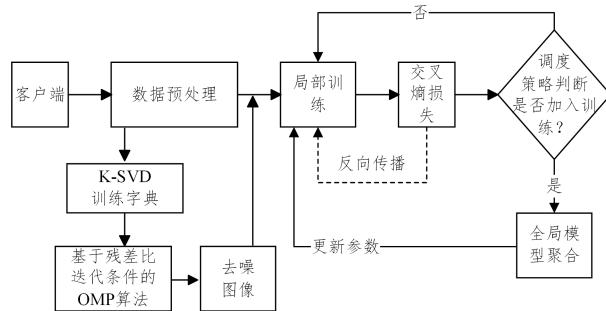 否
客户端
数据预处理
局部训
练
交叉
熵损
失
调度
策略判断
是否加入训
练？
反向传播
是
K-SVD
训练字典
更新参数
全局模
型聚合
基于残差比
迭代条件的
OMP算法
去噪
图像